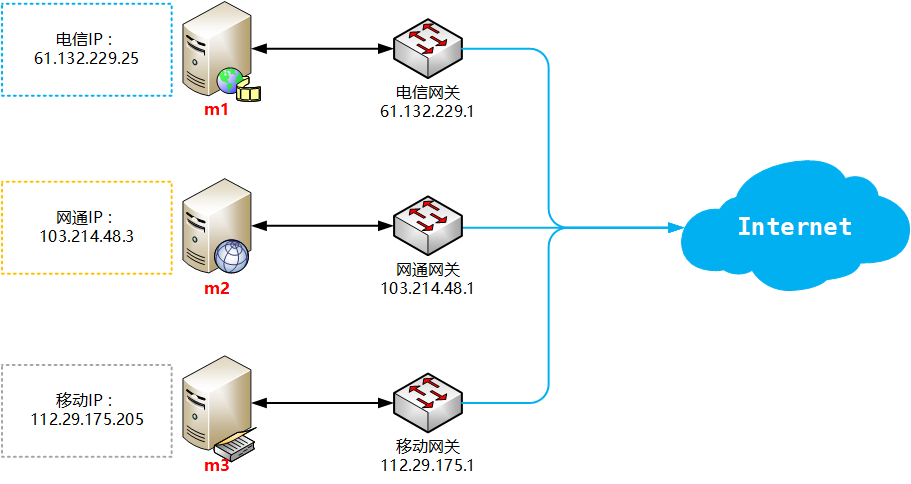 电信IP：
61.132.229.25
m1
电信网关
61.132.229.1
网通IP：
103.214.48.3
m2
网通网关
103.214.48.1
Internet
移动IP：
112.29.175.205
m3
移动网关
112.29.175.1